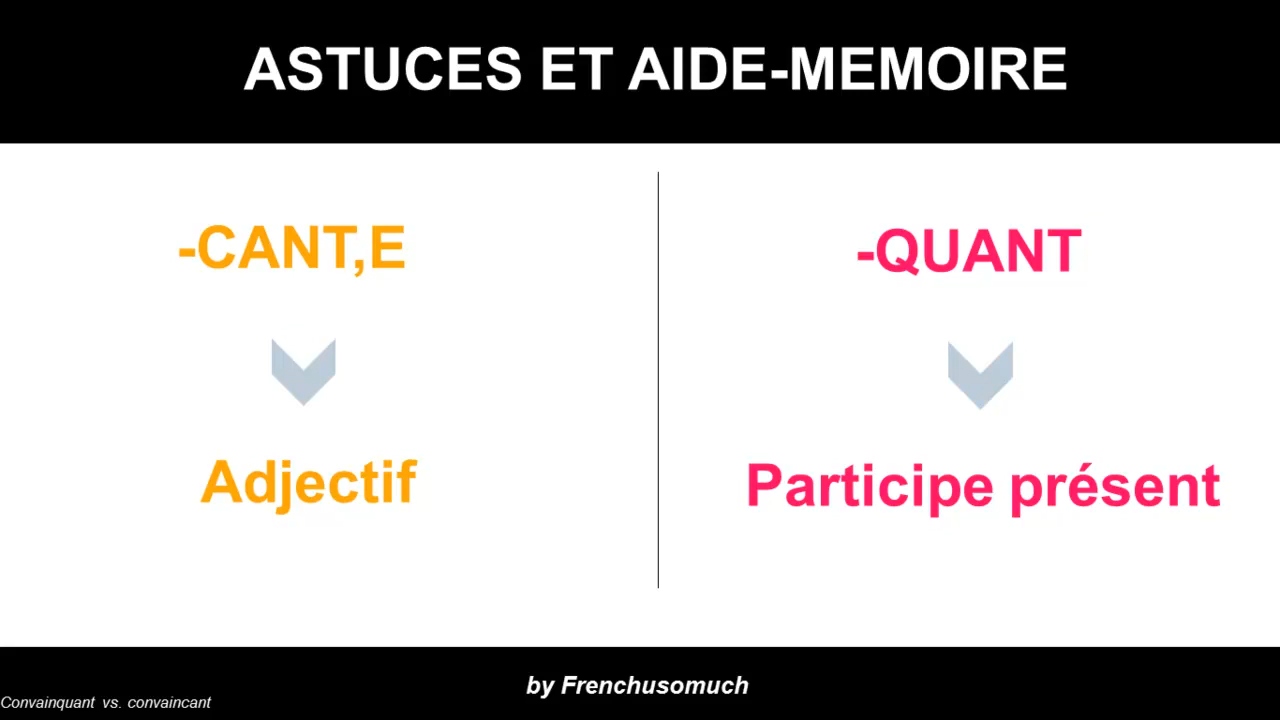 ASTUCES ET AIDE-MEMOIRE
-CANT,E
Adjectif
-QUANT
Participe présent
by Frenchusomuch
Convainquant vs. convaincant